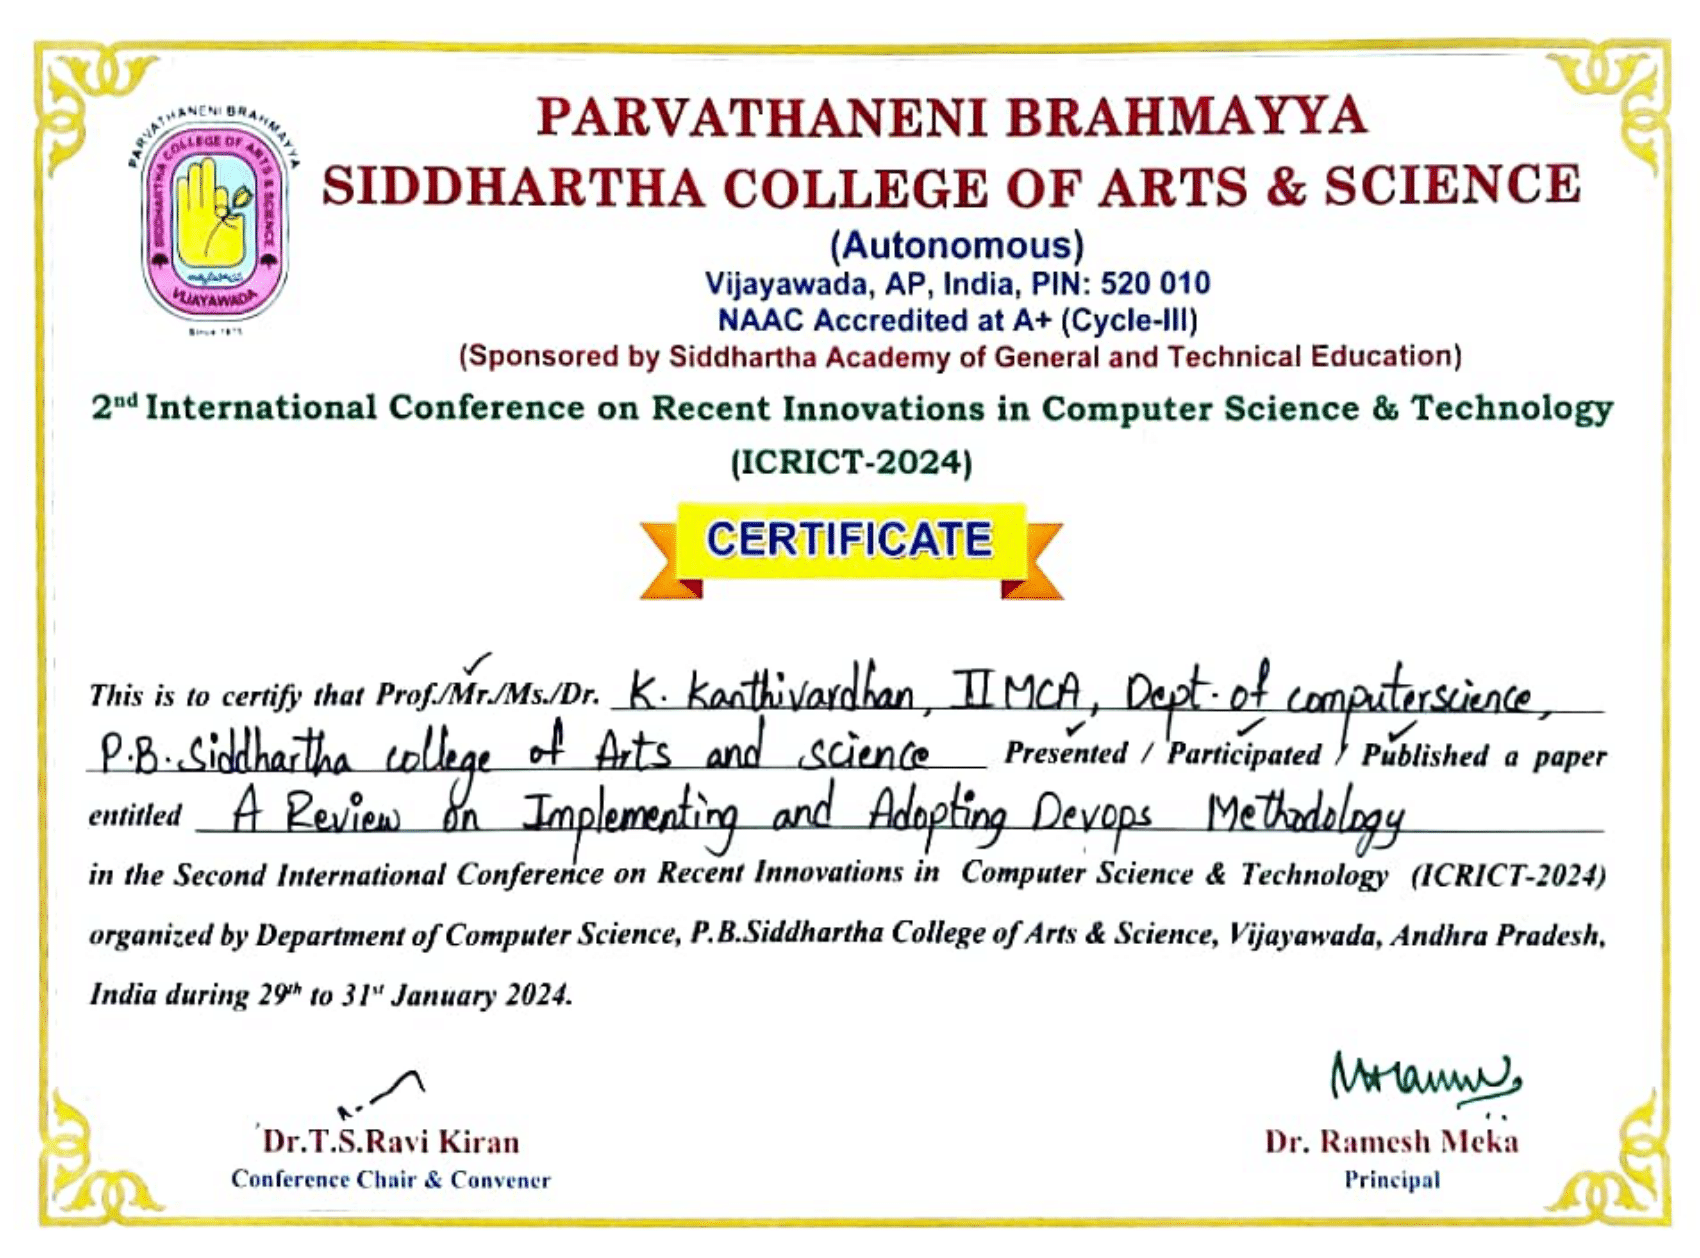 PARVATHANENI BRAHMAYYA
SIDDHARTHA COLLEGE OF ARTS & SCIENCE
(Autonomous)
Vijayawada, AP, India, PIN: 520 010
NAAC Accredited at A+ (Cycle-III)
(Sponsored by Siddhartha Academy of General and Technical Education)
PARVATHANENI BRAHMAYYA
SIDDHARTHA COLLEGE OF ARTS & SCIENCE
VIJAYAWADA
Since 1975
2nd International Conference on Recent Innovations in Computer Science & Technology
(ICRICT-2024)
CERTIFICATE
This is to certify that Prof./Mr./Ms./Dr. K. Kanthivardhan, II MCA, Dept. of computerscience,
P.B.Siddhartha college of Arts and science Presented / Participated / Published a paper
entitled A Review on Implementing and Adopting Devops Methodology
in the Second International Conference on Recent Innovations in Computer Science & Technology (ICRICT-2024)
organized by Department of Computer Science, P.B.Siddhartha College of Arts & Science, Vijayawada, Andhra Pradesh,
India during 29th to 31st January 2024.
Dr.T.S.Ravi Kiran
Conference Chair & Convener
Dr. Ramesh Meka
Principal